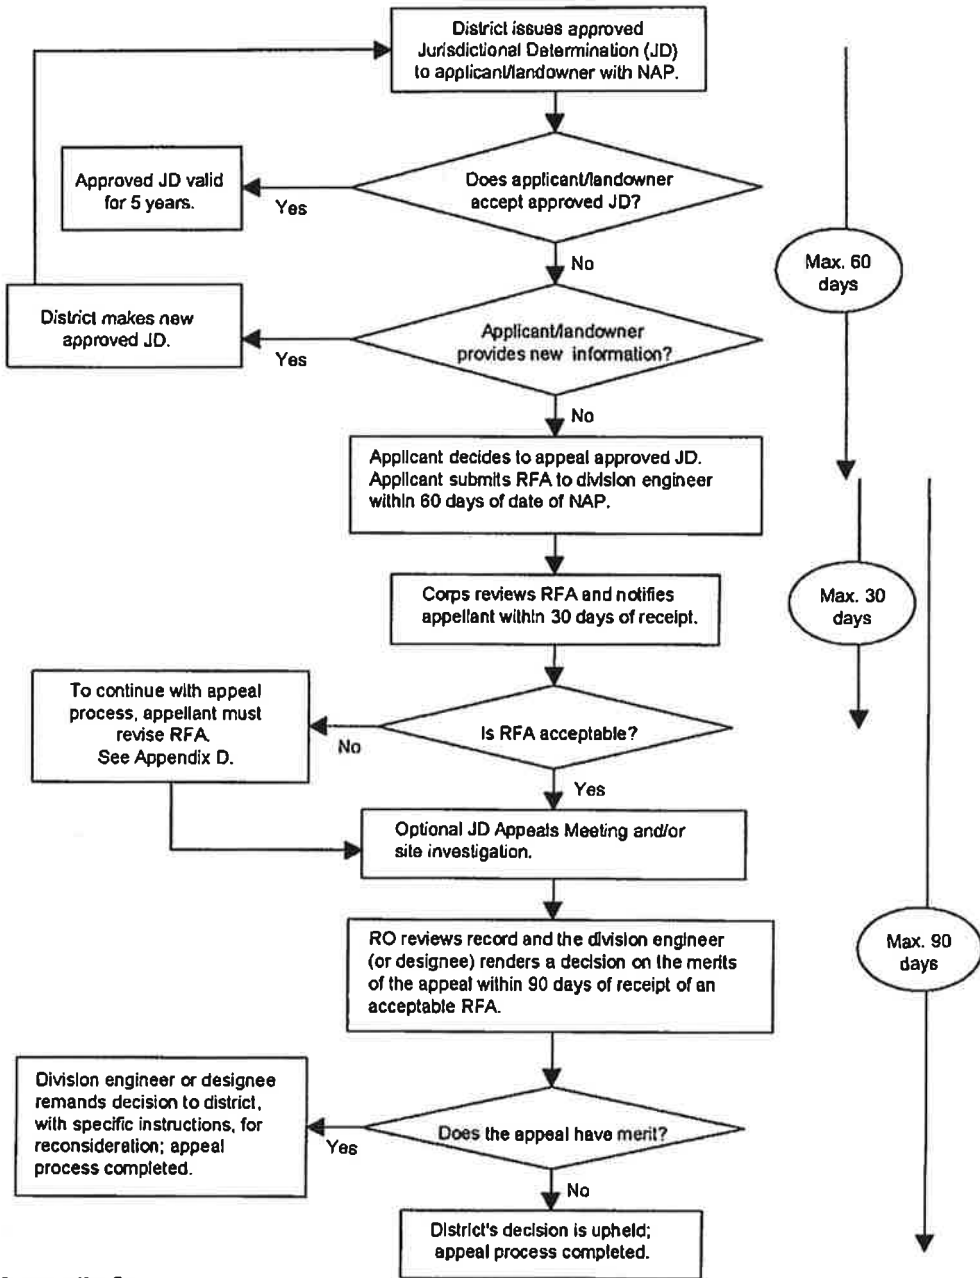 District issues approved
Jurisdictional Determination (JD)
to applicant/landowner with NAP.
Does applicant/landowner
accept approved JD?
Yes
Approved JD valid
for 5 years.
No
Max. 60
days
Applicant/landowner
provides new information?
Yes
District makes new
approved JD.
No
Applicant decides to appeal approved JD.
Applicant submits RFA to division engineer
within 60 days of date of NAP.
Corps reviews RFA and notifies
appellant within 30 days of receipt.
Max. 30
days
Is RFA acceptable?
No
To continue with appeal
process, appellant must
revise RFA.
See Appendix D.
Yes
Optional JD Appeals Meeting and/or
site investigation.
RO reviews record and the division engineer
(or designee) renders a decision on the merits
of the appeal within 90 days of receipt of an
acceptable RFA.
Max. 90
days
Does the appeal have merit?
Yes
Division engineer or designee
remands decision to district,
with specific instructions, for
reconsideration; appeal
process completed.
No
District's decision is upheld;
appeal process completed.